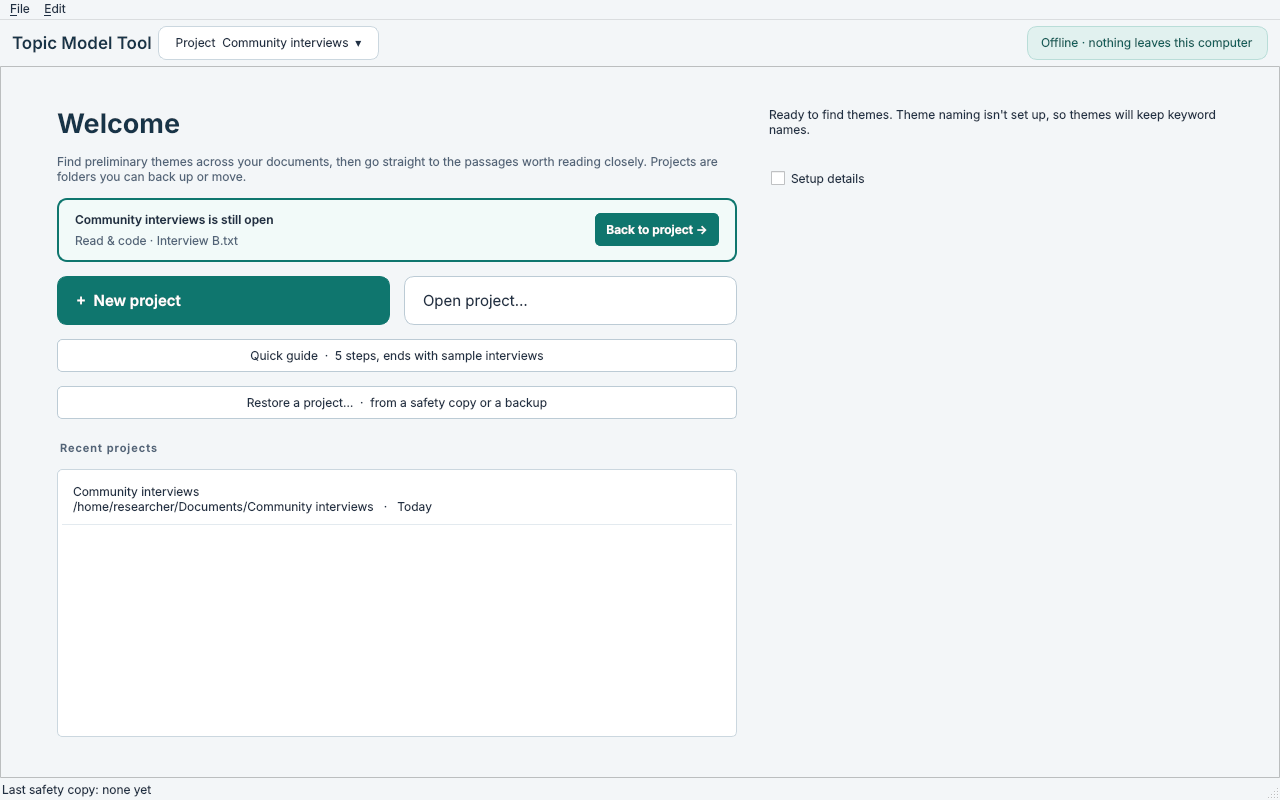 File Edit
Topic Model Tool
Project Community interviews ▾
Offline · nothing leaves this computer
Welcome
Find preliminary themes across your documents, then go straight to the passages worth reading closely. Projects are
folders you can back up or move.
Community interviews is still open
Read & code · Interview B.txt
Back to project →
+ New project
Open project...
Quick guide · 5 steps, ends with sample interviews
Restore a project... · from a safety copy or a backup
Recent projects
Community interviews
/home/researcher/Documents/Community interviews · Today
Ready to find themes. Theme naming isn't set up, so themes will keep keyword
names.
Setup details
Last safety copy: none yet